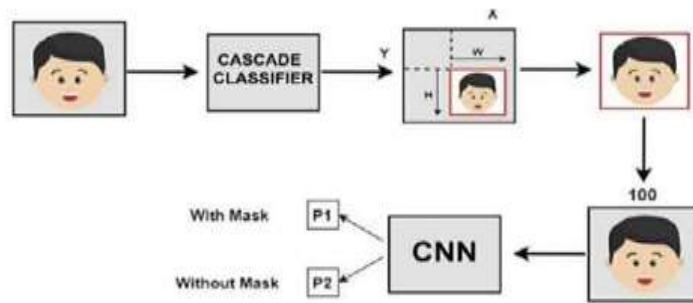 CASCADE
CLASSIFIER
Y
X
W
H
100
CNN
With Mask
P1
Without Mask
P2